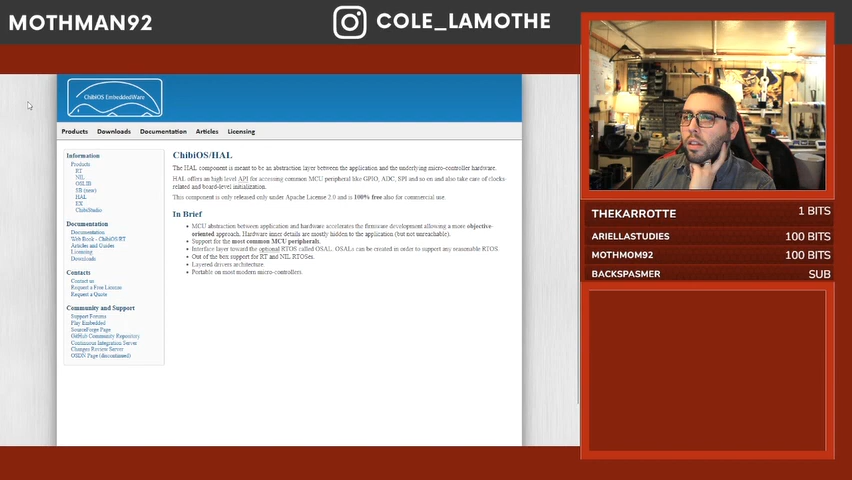 MOTHMAN92
COLE_LAMOTHE
ChibiOS EmbeddedWare
Products Downloads Documentation Articles Licensing
Information
Products
RT
NIL
OSLIB
SB (new)
HAL
EX
ChibiStudio
Documentation
Documentation
Web Book - ChibiOS/RT
Articles and Guides
Licensing
Downloads
Contacts
Contact us
Request a Free License
Request a Quote
Community and Support
Support Forums
Play Embedded
SourceForge Page
GitHub Community Repository
Continuous Integration Server
Changes Review Server
OSDN Page (discontinued)
ChibiOS/HAL
The HAL component is meant to be an abstraction layer between the application and the underlying micro-controller hardware.
HAL offers an high level API for accessing common MCU peripheral like GPIO, ADC, SPI and so on and also take care of clocks-
related and board-level initialization.
This component is only released only under Apache License 2.0 and is 100% free also for commercial use.
In Brief
MCU abstraction between application and hardware accelerates the firmware development allowing a more objective-
oriented approach. Hardware inner details are mostly hidden to the application (but not unreachable).
Support for the most common MCU peripherals.
Interface layer toward the optional RTOS called OSAL. OSALs can be created in order to support any reasonable RTOS.
Out of the box support for RT and NIL RTOSes.
Layered drivers architecture
Portable on most modern micro-controllers
THEKARROTTE 1 BITS
ARIELLASTUDIES 100 BITS
MOTHMOM92 100 BITS
BACKSPASMER SUB